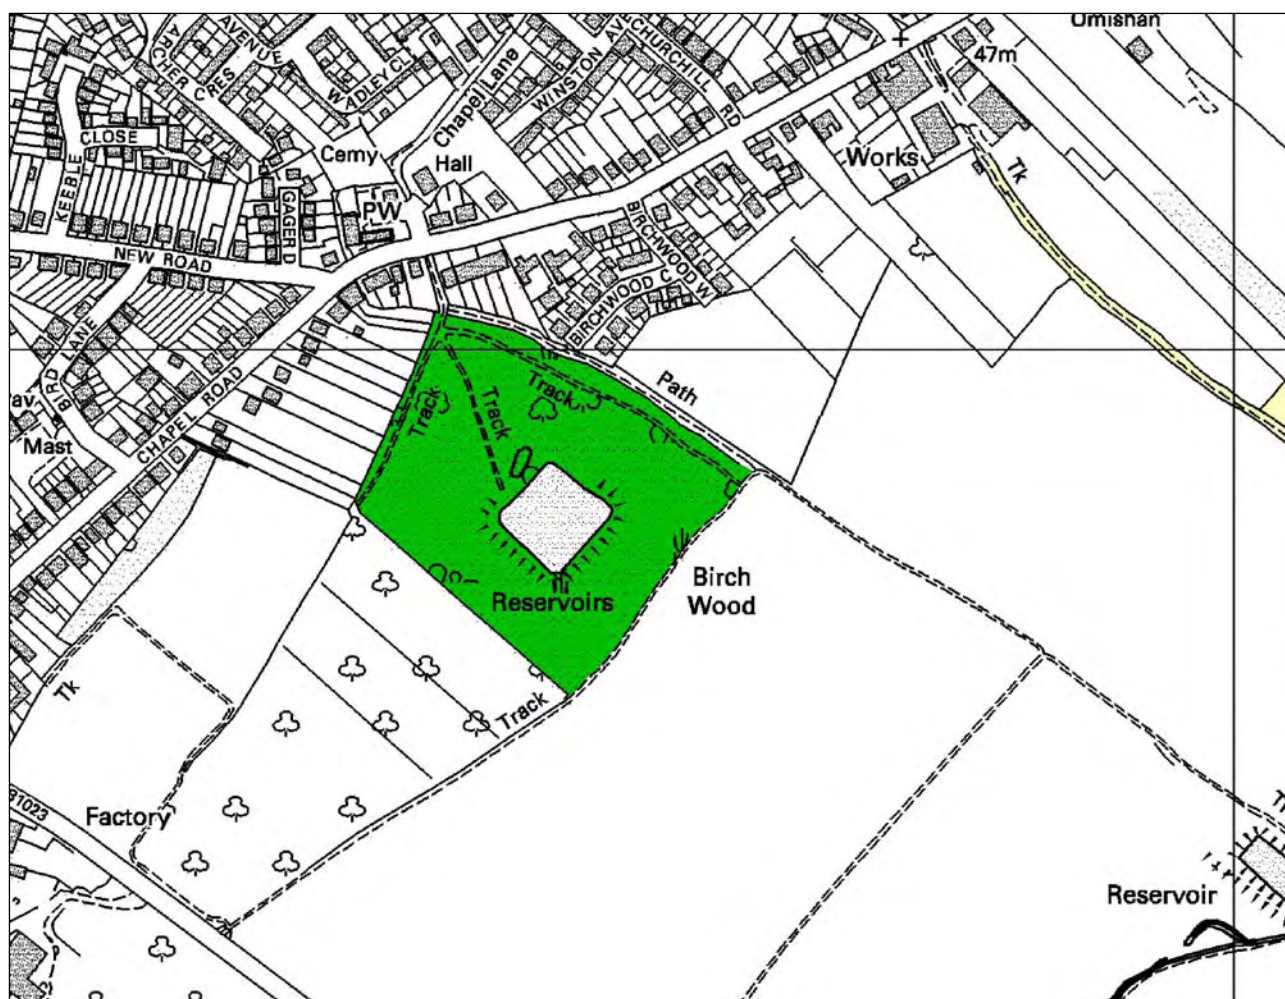 Omishan
47m
AVENUE
ARCHER
CRES
WADLEY CL
Chapel Lane
WINSTON AVE
CHURCHILL
RD
CLOSE
KEEBLE
Cemy
Hall
Works
Tk
GAGER D
PW
BIRCHWOOD W
BIRCHWOOD C
NEW ROAD
BIRD LANE
CHAPEL ROAD
Mast
Track
Track
Track
Path
Reservoirs
Birch
Wood
Tk
Track
B1023
Factory
Reservoir